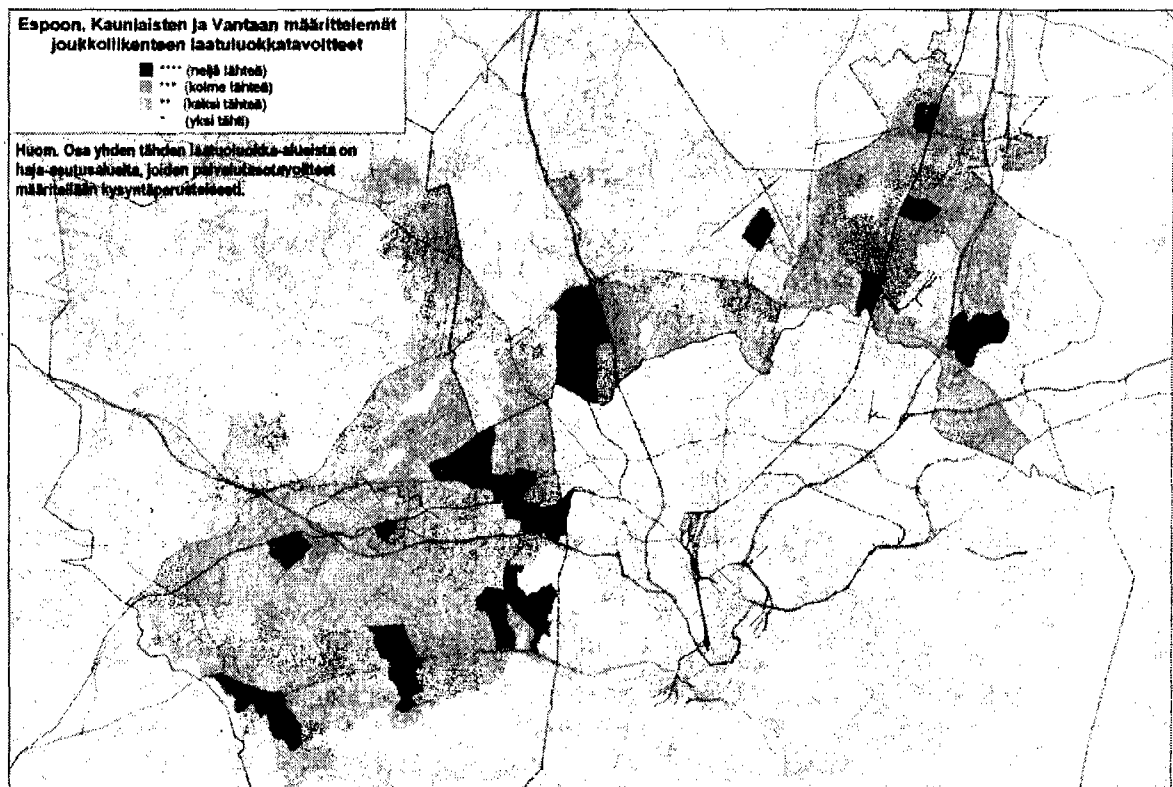 Espoon, Kauniaisten ja Vantaan määrittelemät
joukkoliikenteen laatuluokkatavoitteet
**** (neljä tähteä)
*** (kolme tähteä)
** (kaksi tähteä)
* (yksi tähti)
Huom. Osa yhden tähden laatuluokka-alueista on
haja-asutusalueita, joiden palvelutasotavoitteet
määritellään kysyntäperusteisesti.